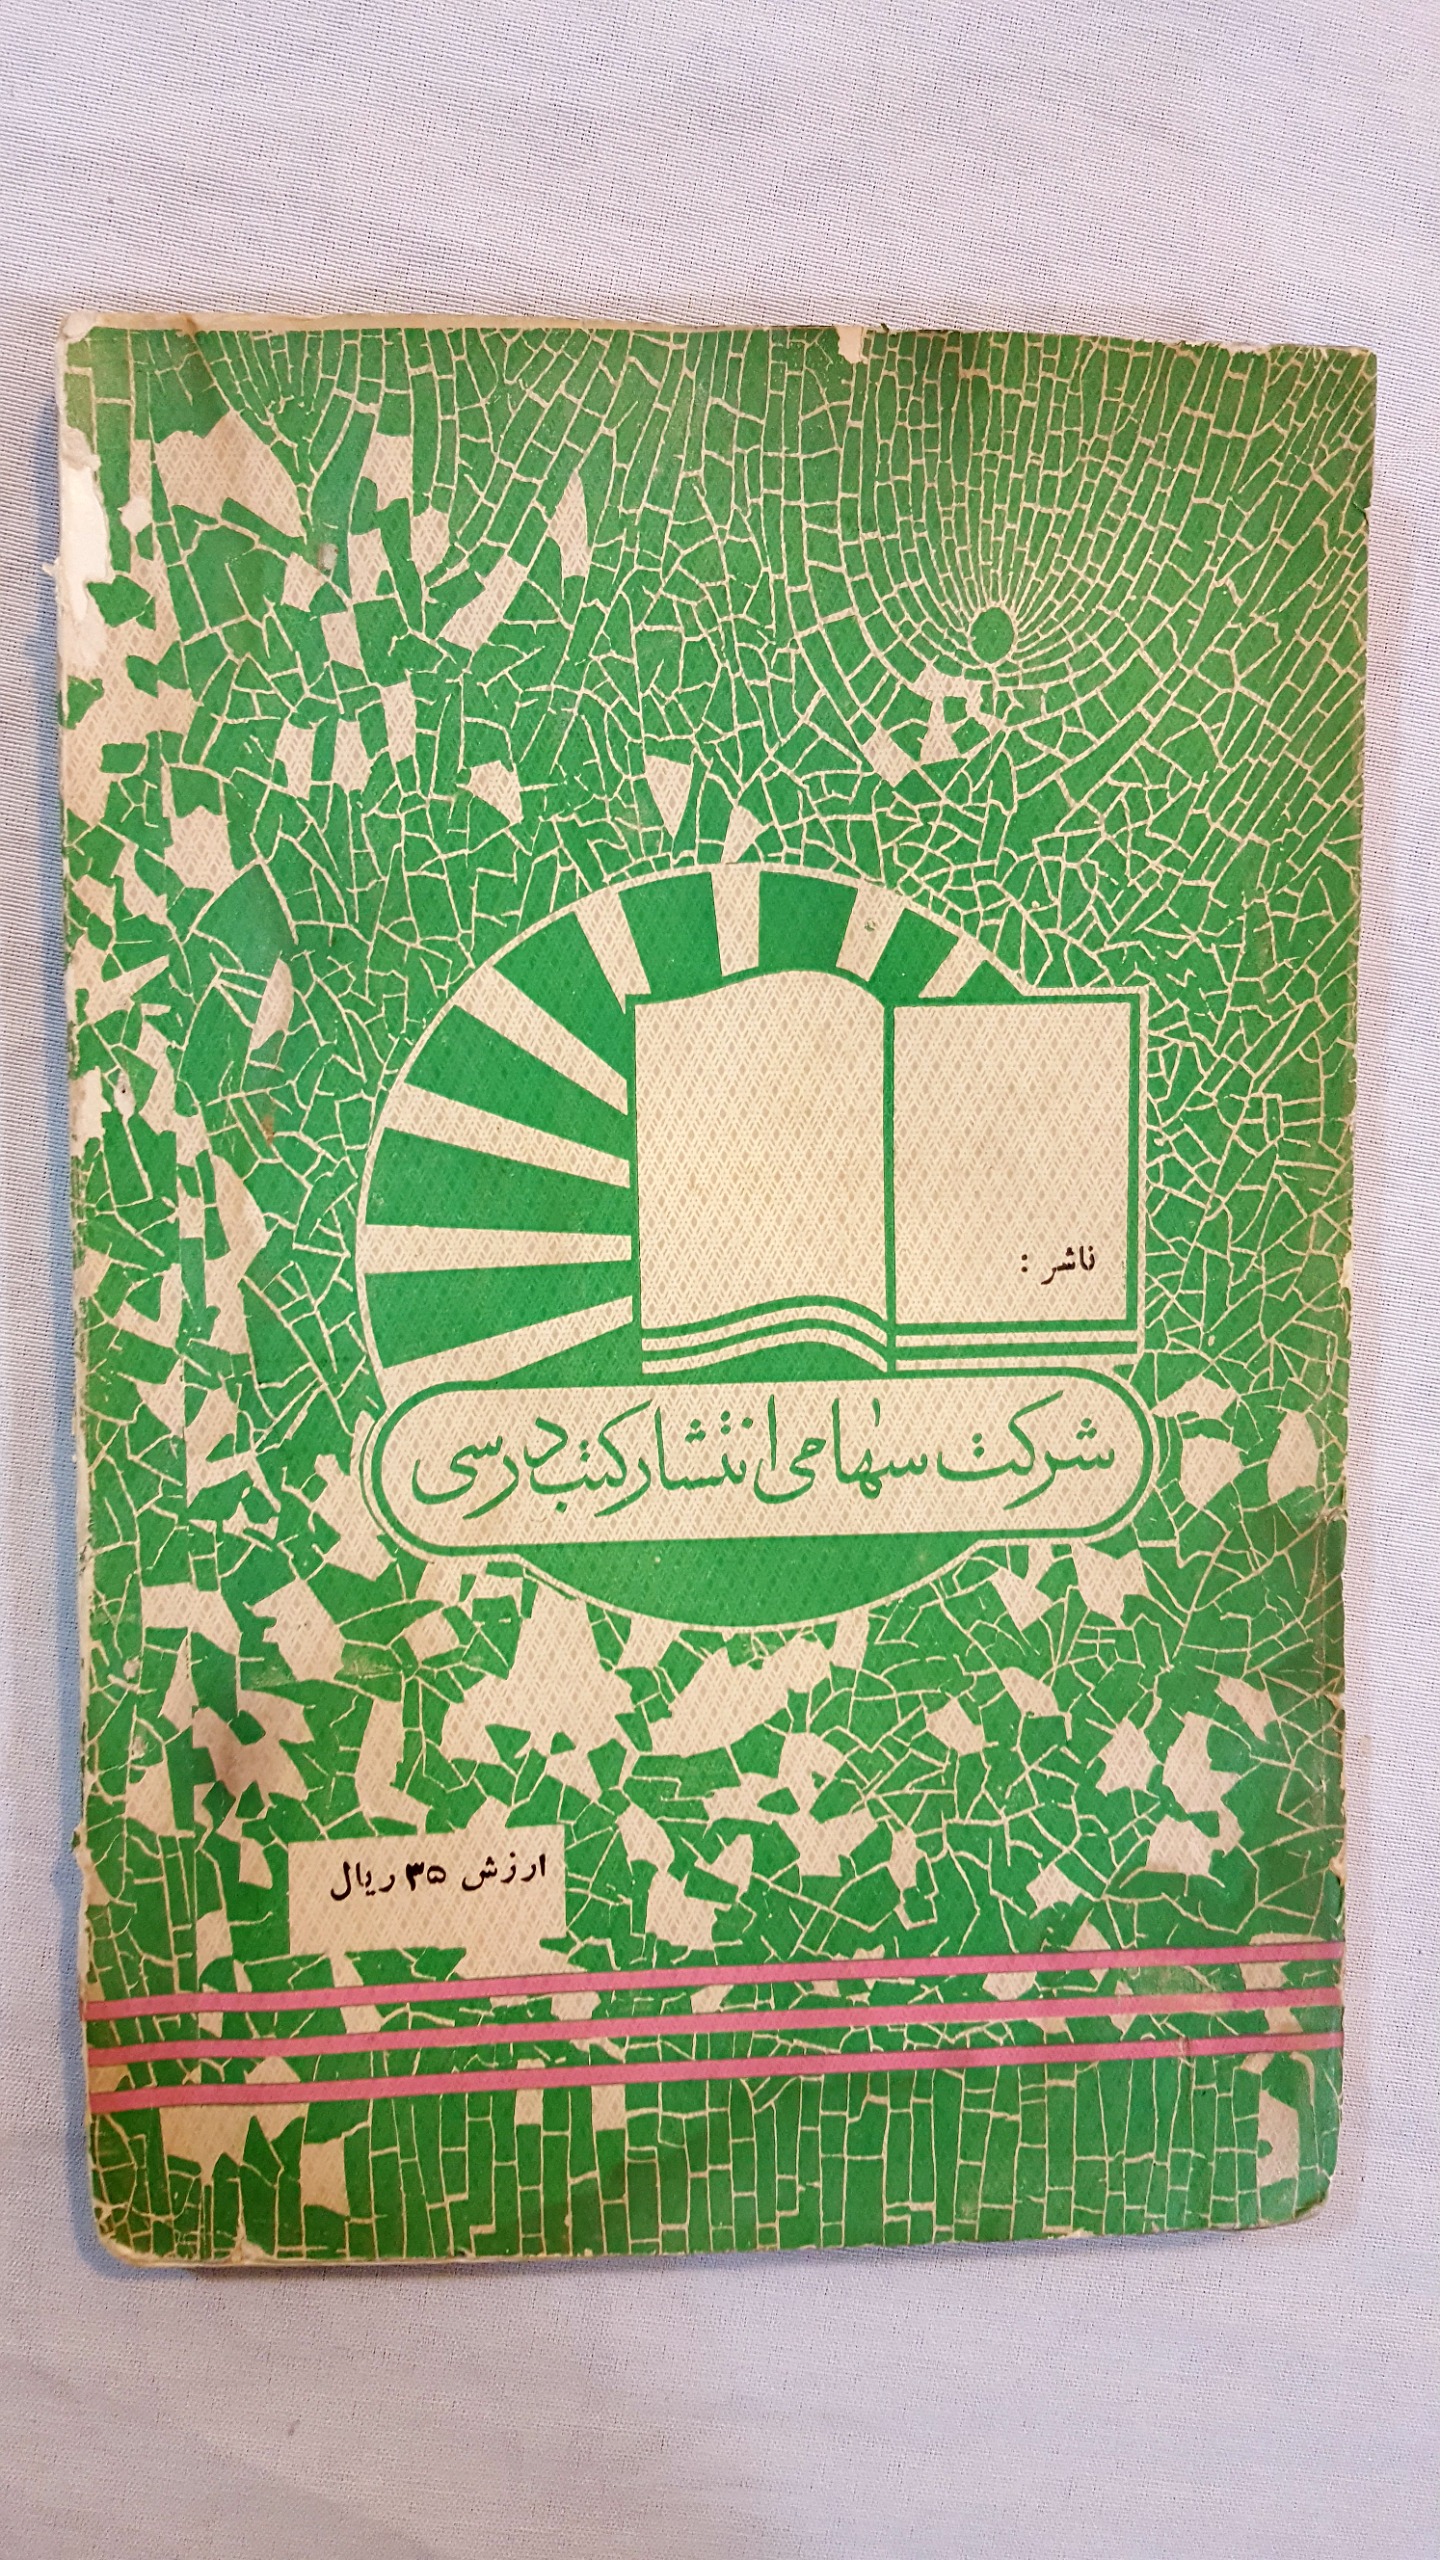 ناشر :
شرکت سهامی انتشار کتب درسی
ارزش ۳۵ ریال